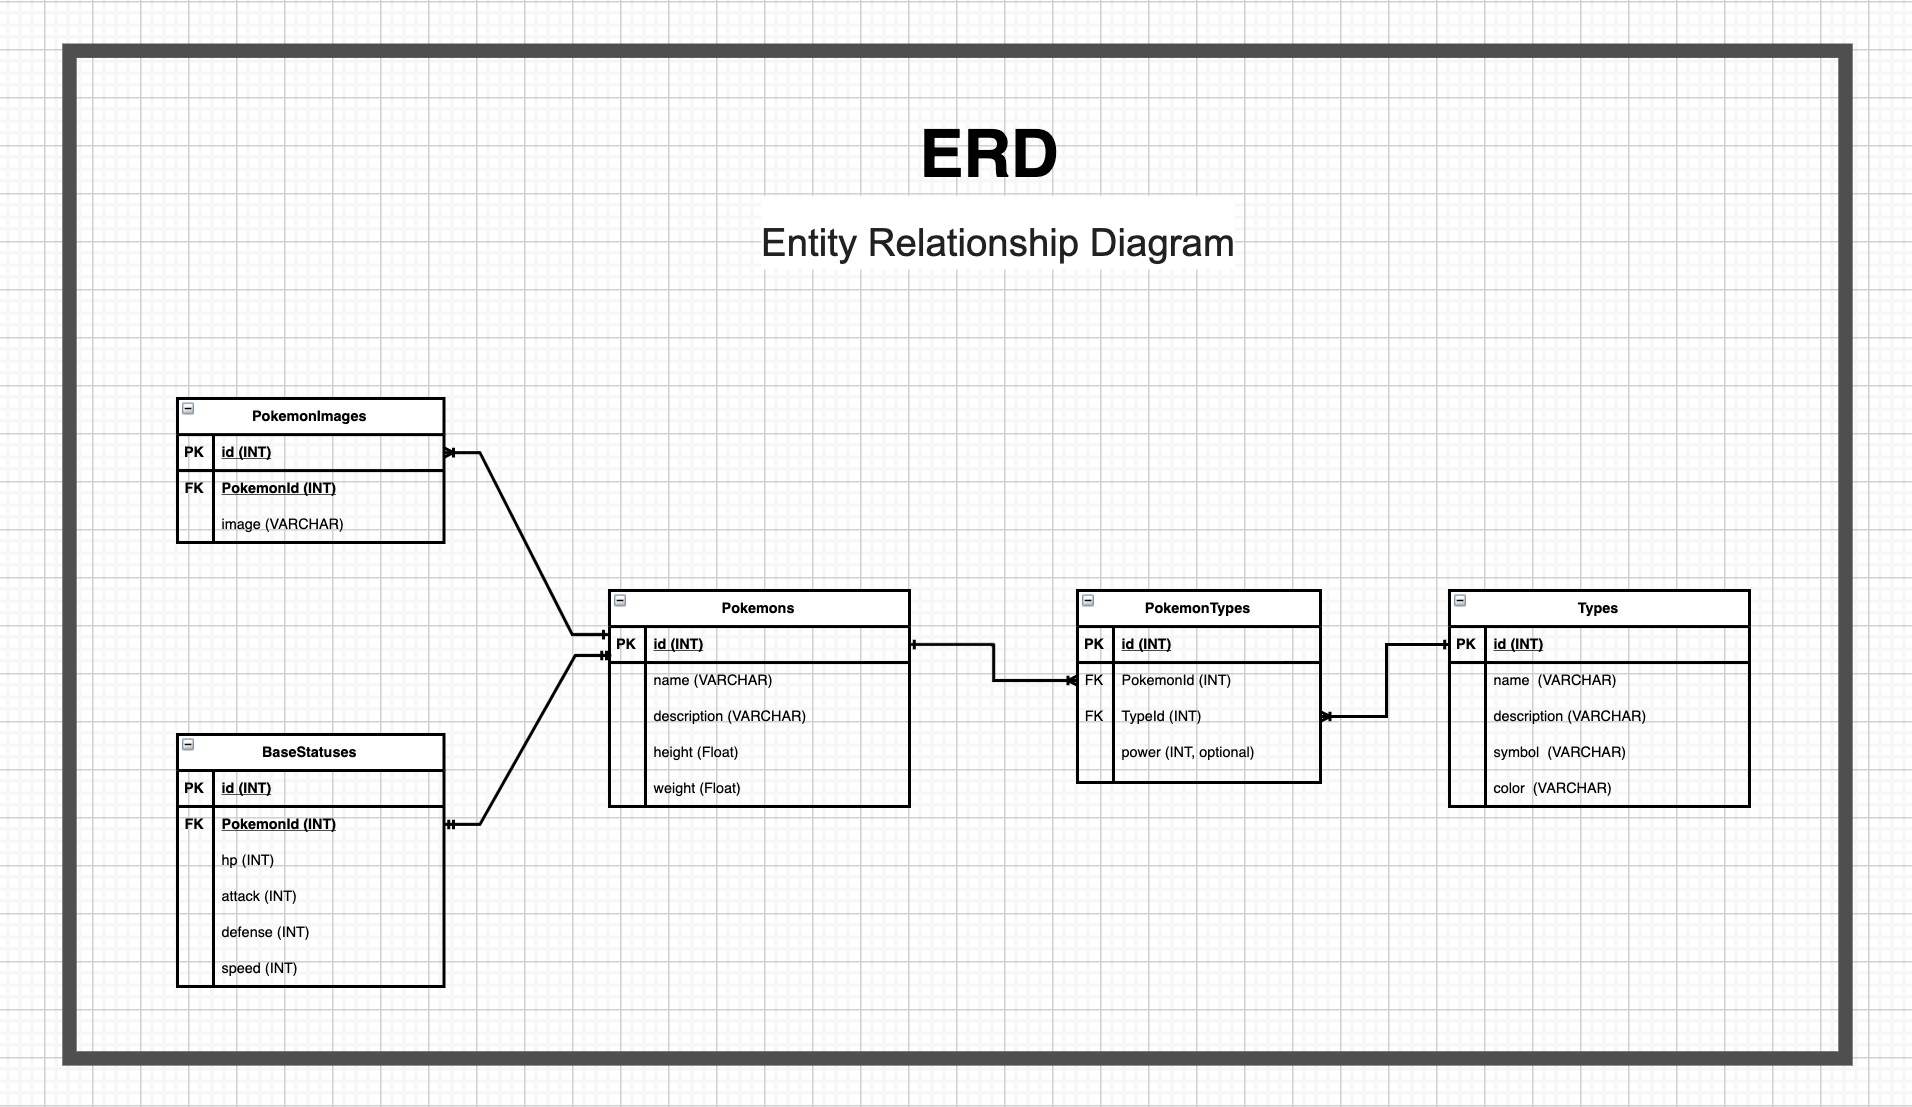 ERD
Entity Relationship Diagram
PokemonImages
PK id (INT)
FK PokemonId (INT)
image (VARCHAR)
BaseStatuses
PK id (INT)
FK PokemonId (INT)
hp (INT)
attack (INT)
defense (INT)
speed (INT)
Pokemons
PK id (INT)
name (VARCHAR)
description (VARCHAR)
height (Float)
weight (Float)
PokemonTypes
PK id (INT)
FK PokemonId (INT)
FK TypeId (INT)
power (INT, optional)
Types
PK id (INT)
name (VARCHAR)
description (VARCHAR)
symbol (VARCHAR)
color (VARCHAR)